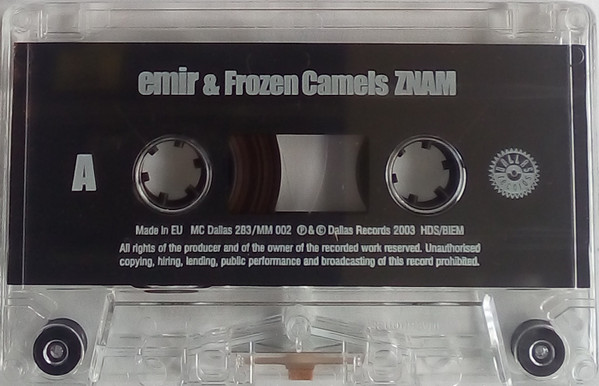 emir & Frozen Camels ZNAM
A
DALLAS
Made in EU MC Dallas 283/MM 002 ℗ & © Dallas Records 2003 HDS/BIEM
All rights of the producer and of the owner of the recorded work reserved. Unauthorised
copying, hiring, lending, public performance and broadcasting of this record prohibited.